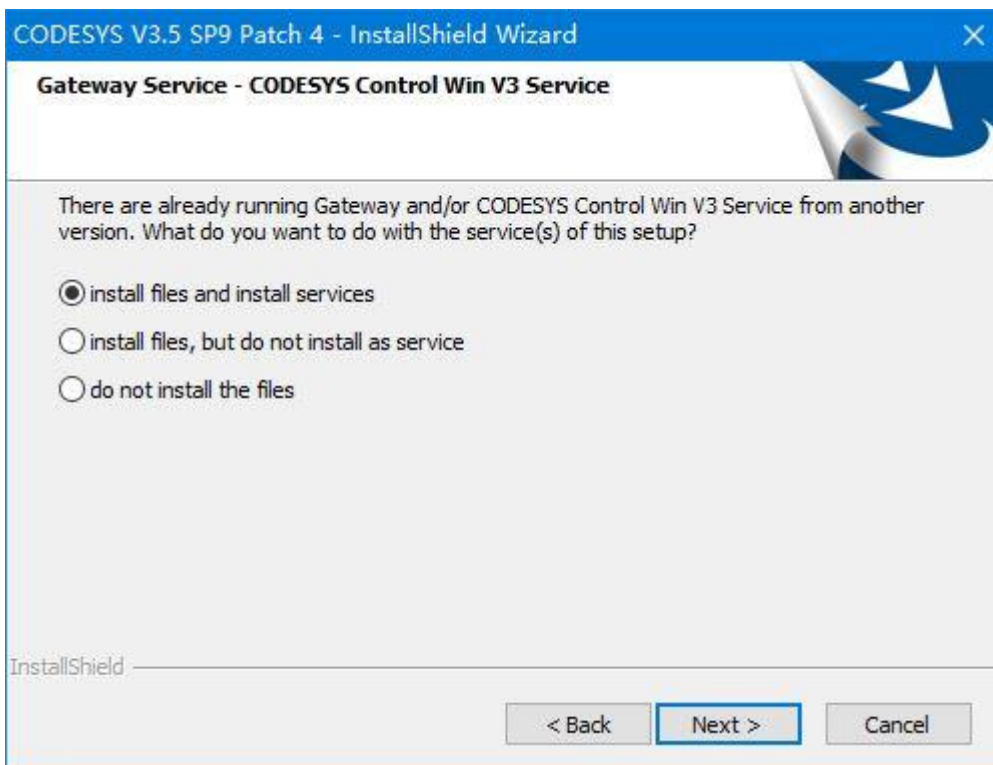 CODESYS V3.5 SP9 Patch 4 - InstallShield Wizard
Gateway Service - CODESYS Control Win V3 Service
There are already running Gateway and/or CODESYS Control Win V3 Service from another
version. What do you want to do with the service(s) of this setup?
install files and install services
install files, but do not install as service
do not install the files
InstallShield
< Back
Next >
Cancel